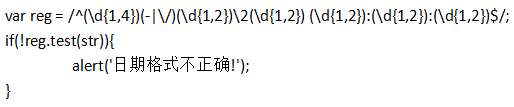 var reg = /^(\d{1,4})(-|\/)(\d{1,2})\2(\d{1,2}) (\d{1,2}):(\d{1,2}):(\d{1,2})$/;
if(!reg.test(str)){
alert('日期格式不正确!');
}